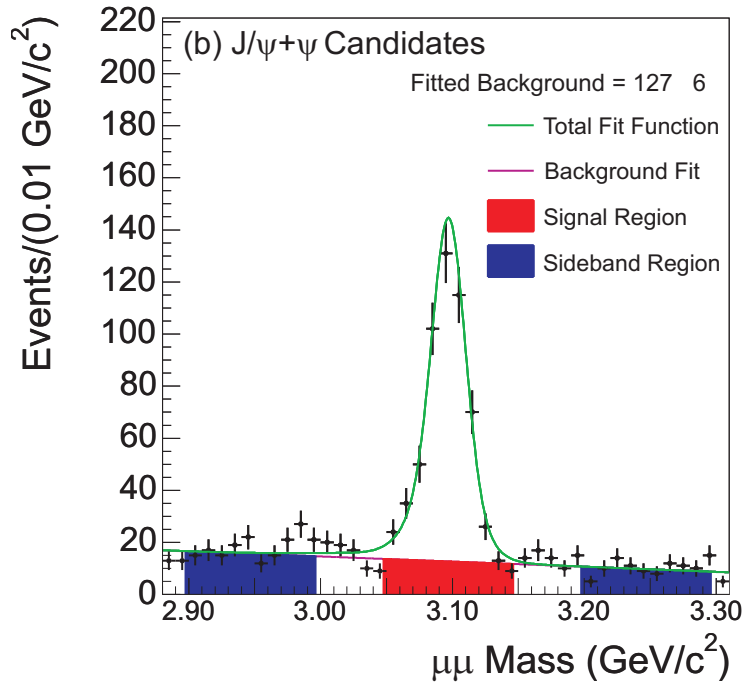 (b) J/ψ+ψ Candidates
Fitted Background = 127 6
Total Fit Function
Background Fit
Signal Region
Sideband Region
Events/(0.01 GeV/c²)
220
200
180
160
140
120
100
80
60
40
20
0
2.90 3.00 3.10 3.20 3.30
μμ Mass (GeV/c²)